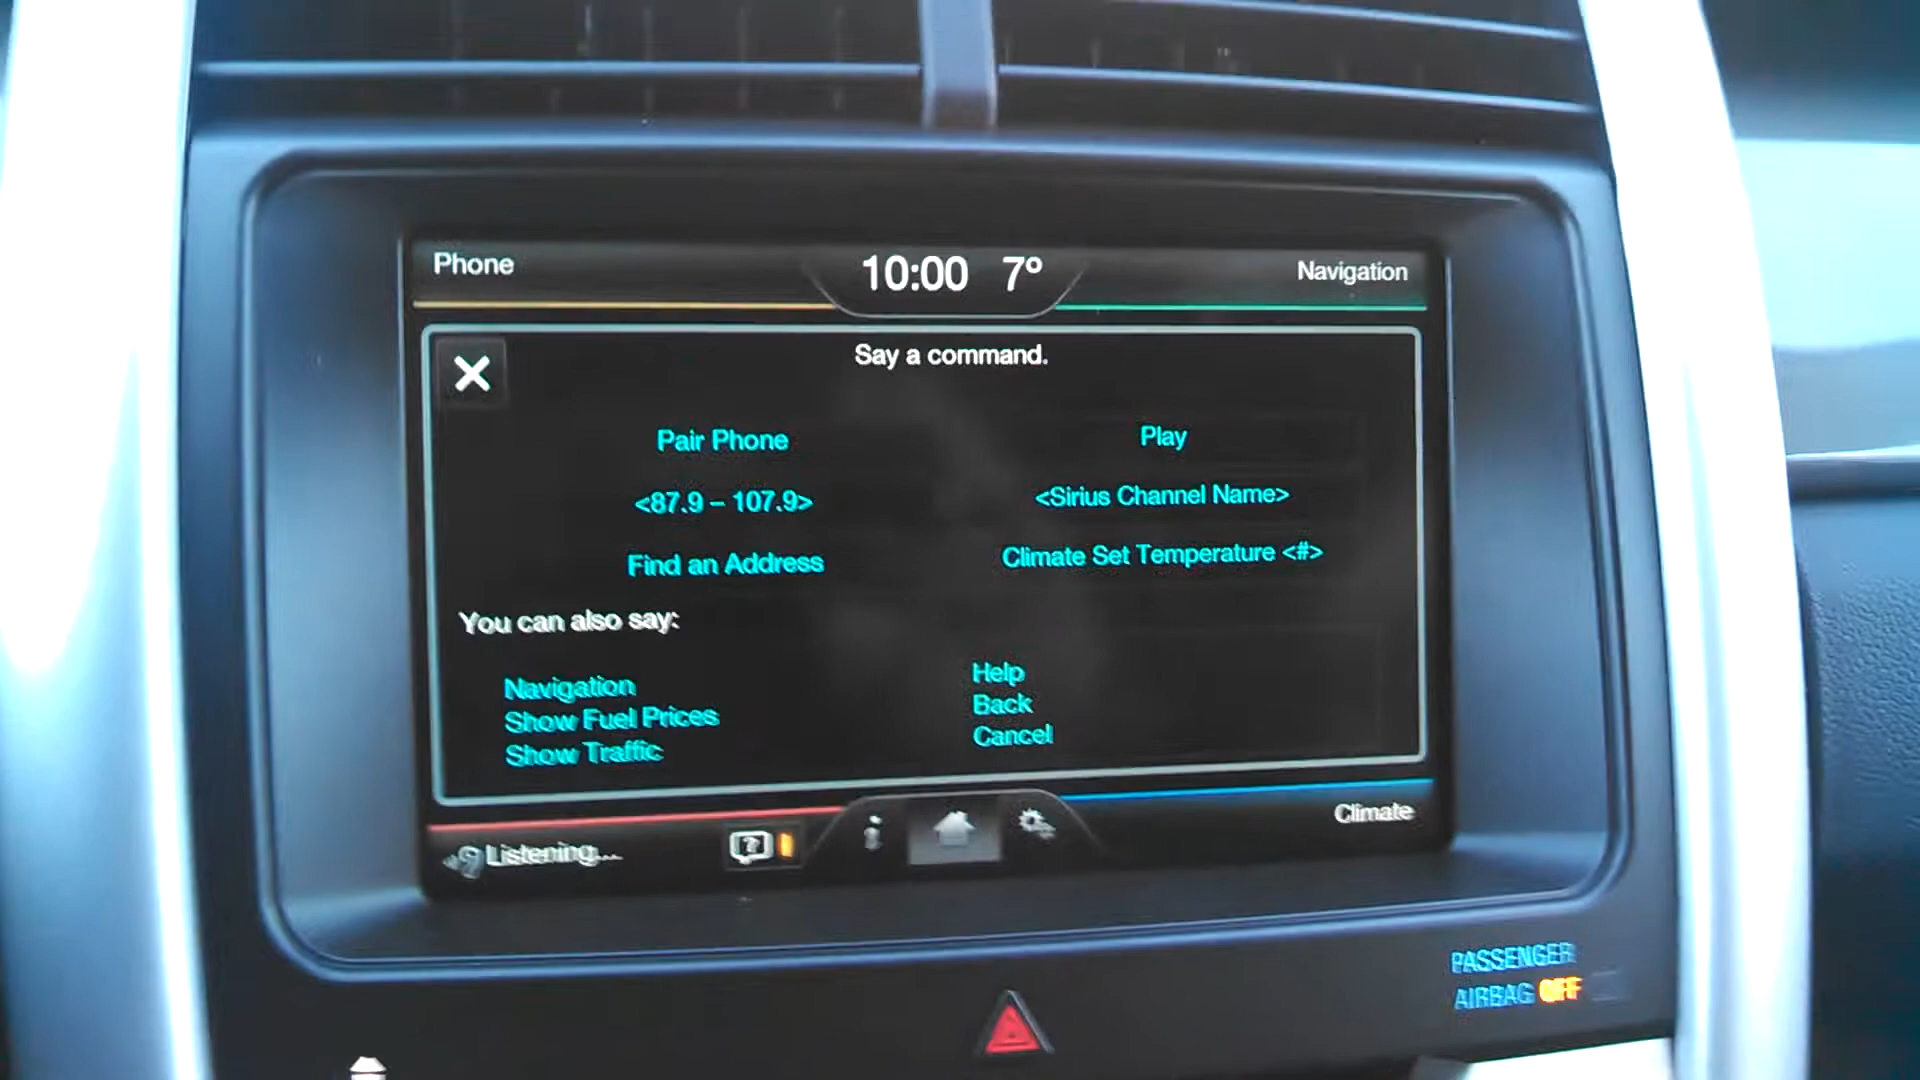 Phone
10:00 7°
Navigation
Say a command.
Pair Phone
Play
<87.9 – 107.9>
<Sirius Channel Name>
Find an Address
Climate Set Temperature <#>
You can also say:
Navigation
Show Fuel Prices
Show Traffic
Help
Back
Cancel
Listening...
Climate
PASSENGER
AIRBAG OFF